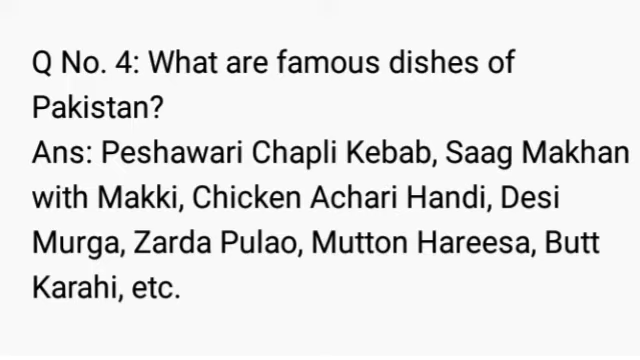 Q No. 4: What are famous dishes of
Pakistan?
Ans: Peshawari Chapli Kebab, Saag Makhan
with Makki, Chicken Achari Handi, Desi
Murga, Zarda Pulao, Mutton Hareesa, Butt
Karahi, etc.